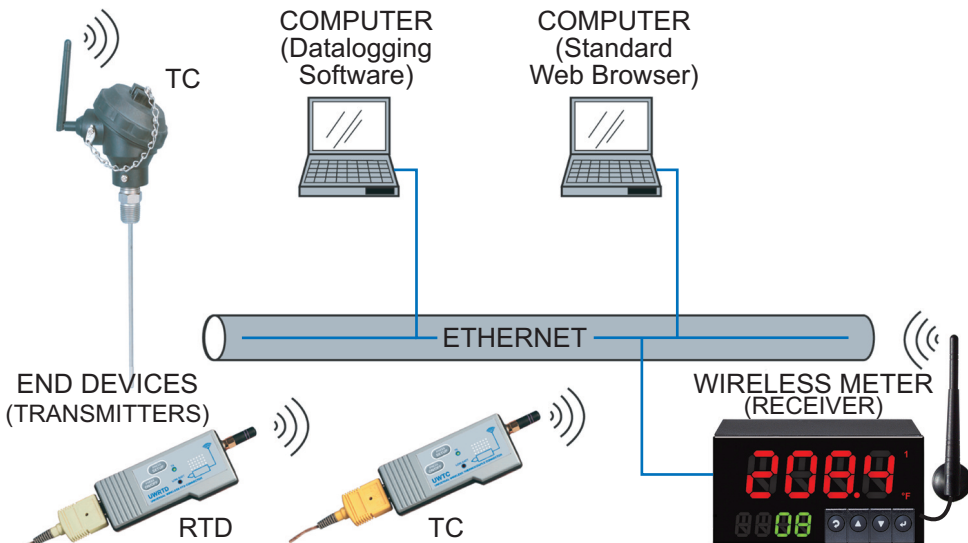 COMPUTER
(Datalogging
Software)
COMPUTER
(Standard
Web Browser)
TC
ETHERNET
END DEVICES
(TRANSMITTERS)
WIRELESS METER
(RECEIVER)
UWRTD
RTD
UWTC
TC
208.4
1
°F